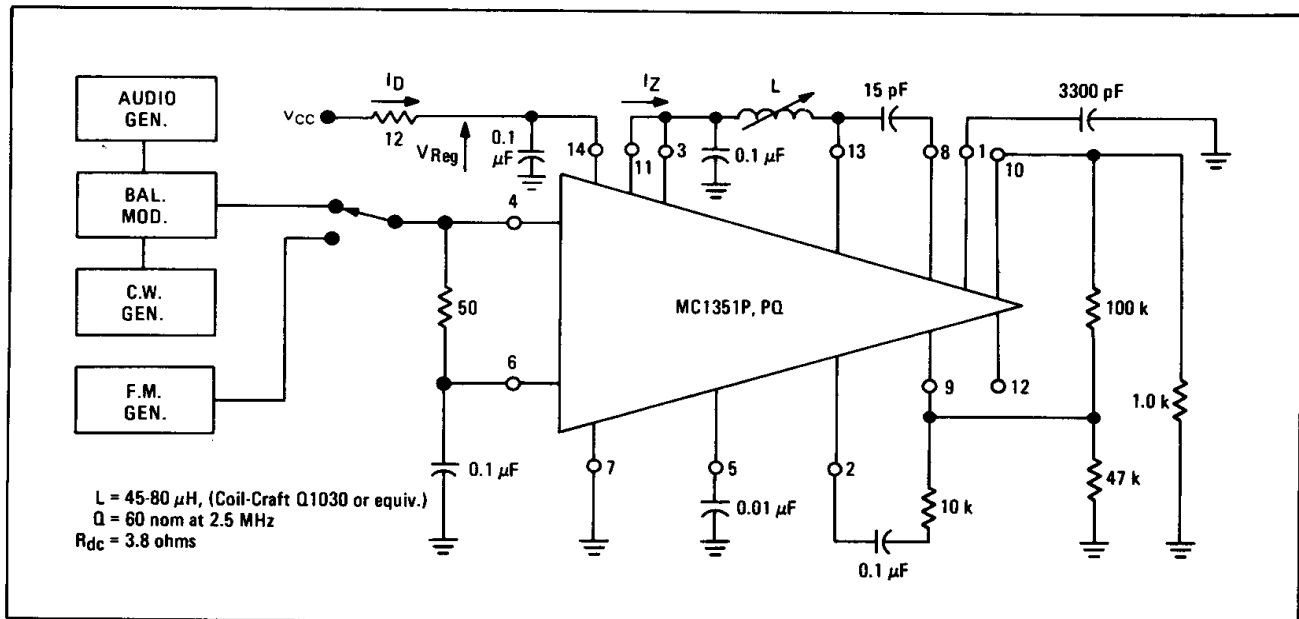 AUDIO
GEN.
BAL.
MOD.
C.W.
GEN.
F.M.
GEN.
VCC
ID
12
VReg
0.1
μF
14
IZ
11
3
0.1 μF
L
13
15 pF
8
1
10
3300 pF
4
50
6
0.1 μF
MC1351P, PQ
7
5
0.01 μF
2
0.1 μF
10 k
9
12
100 k
47 k
1.0 k
L = 45-80 μH, (Coil-Craft Q1030 or equiv.)
Q = 60 nom at 2.5 MHz
Rdc = 3.8 ohms